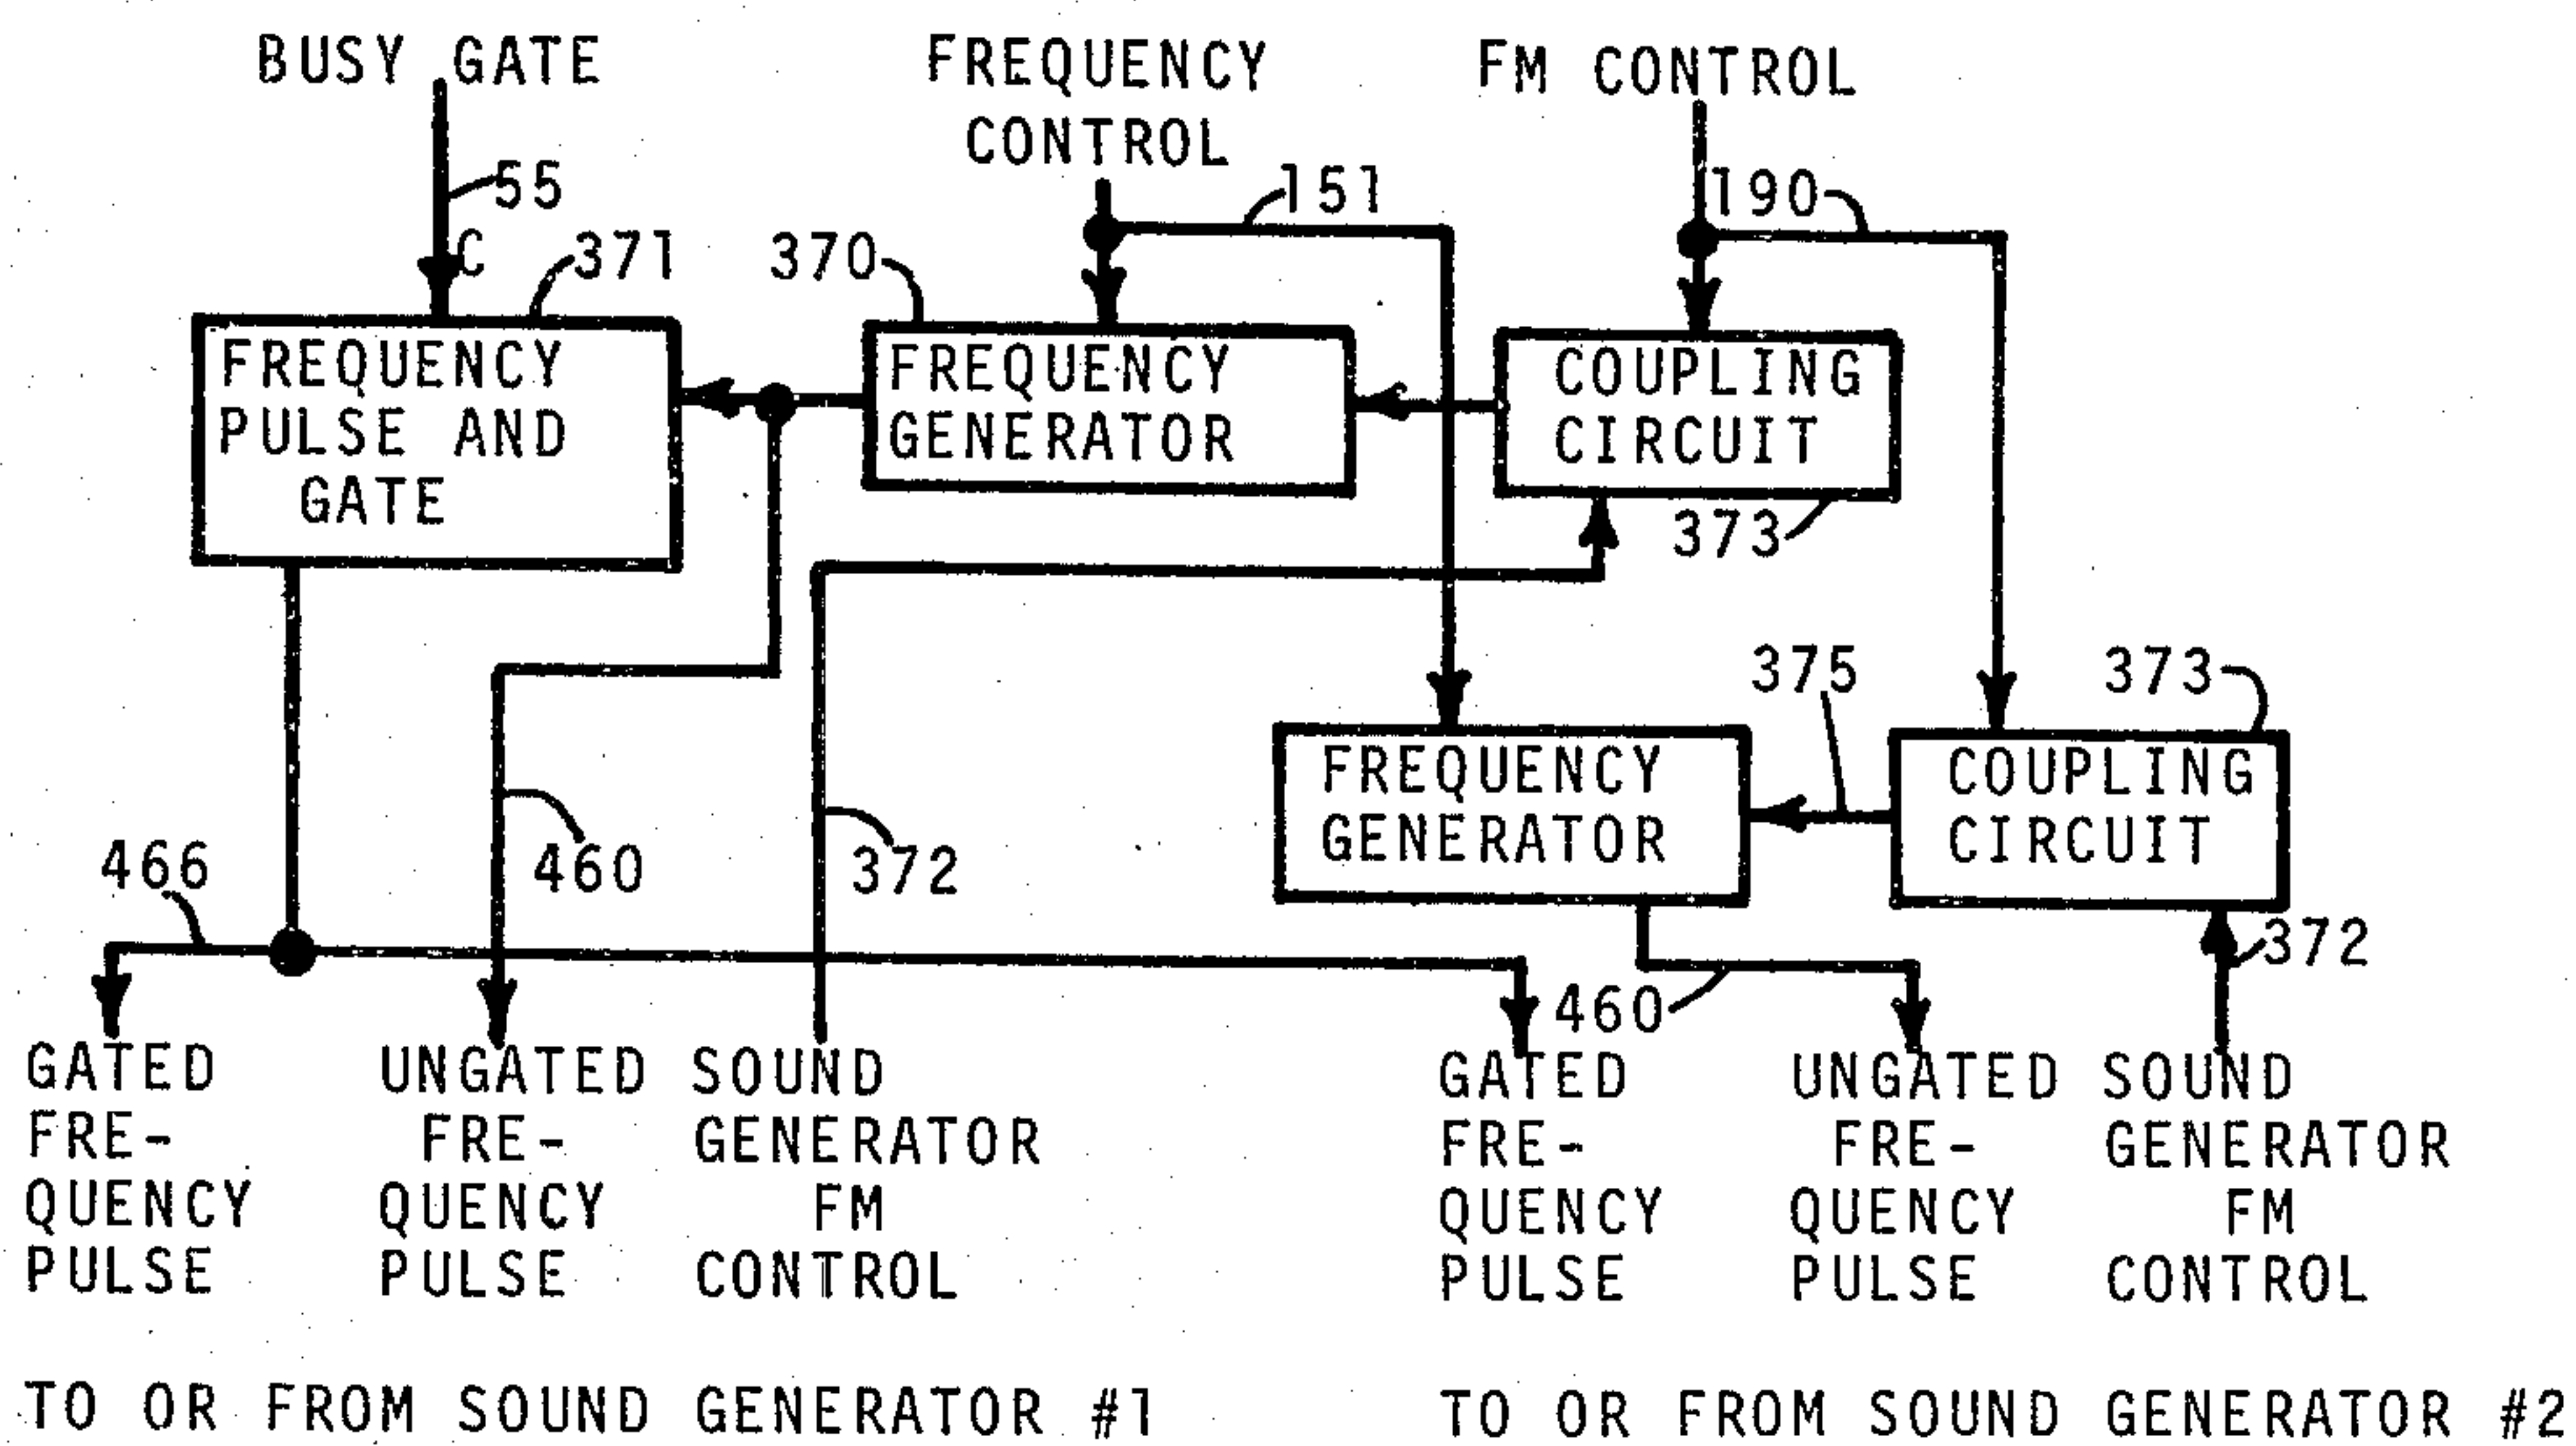 BUSY GATE
FREQUENCY
CONTROL
FM CONTROL
55
151
190
C
371
370
FREQUENCY
PULSE AND
GATE
FREQUENCY
GENERATOR
COUPLING
CIRCUIT
373
375
373
FREQUENCY
GENERATOR
COUPLING
CIRCUIT
466
460
372
372
460
GATED
FRE-
QUENCY
PULSE
UNGATED
FRE-
QUENCY
PULSE
SOUND
GENERATOR
FM
CONTROL
GATED
FRE-
QUENCY
PULSE
UNGATED
FRE-
QUENCY
PULSE
SOUND
GENERATOR
FM
CONTROL
TO OR FROM SOUND GENERATOR #1
TO OR FROM SOUND GENERATOR #2